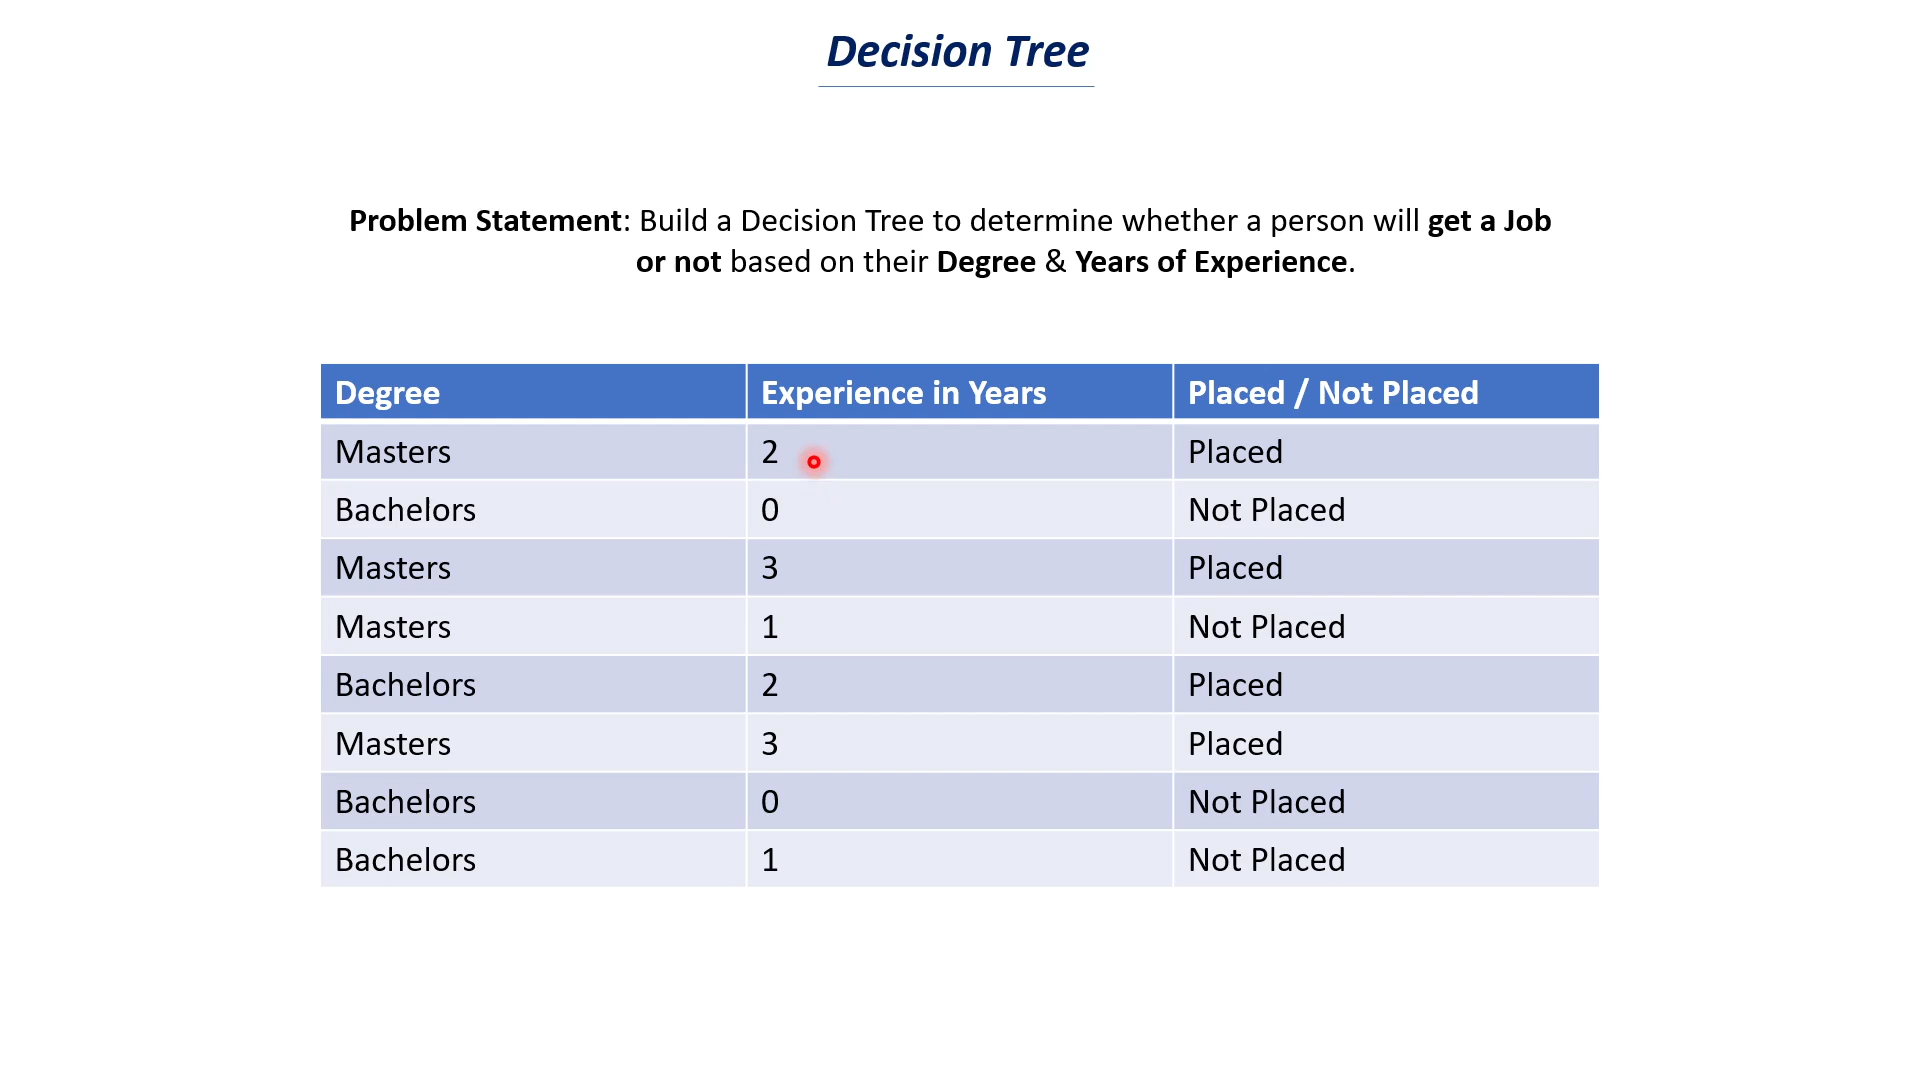 Decision Tree
Problem Statement: Build a Decision Tree to determine whether a person will get a Job
or not based on their Degree & Years of Experience.
Degree Experience in Years Placed / Not Placed
Masters 2 Placed
Bachelors 0 Not Placed
Masters 3 Placed
Masters 1 Not Placed
Bachelors 2 Placed
Masters 3 Placed
Bachelors 0 Not Placed
Bachelors 1 Not Placed